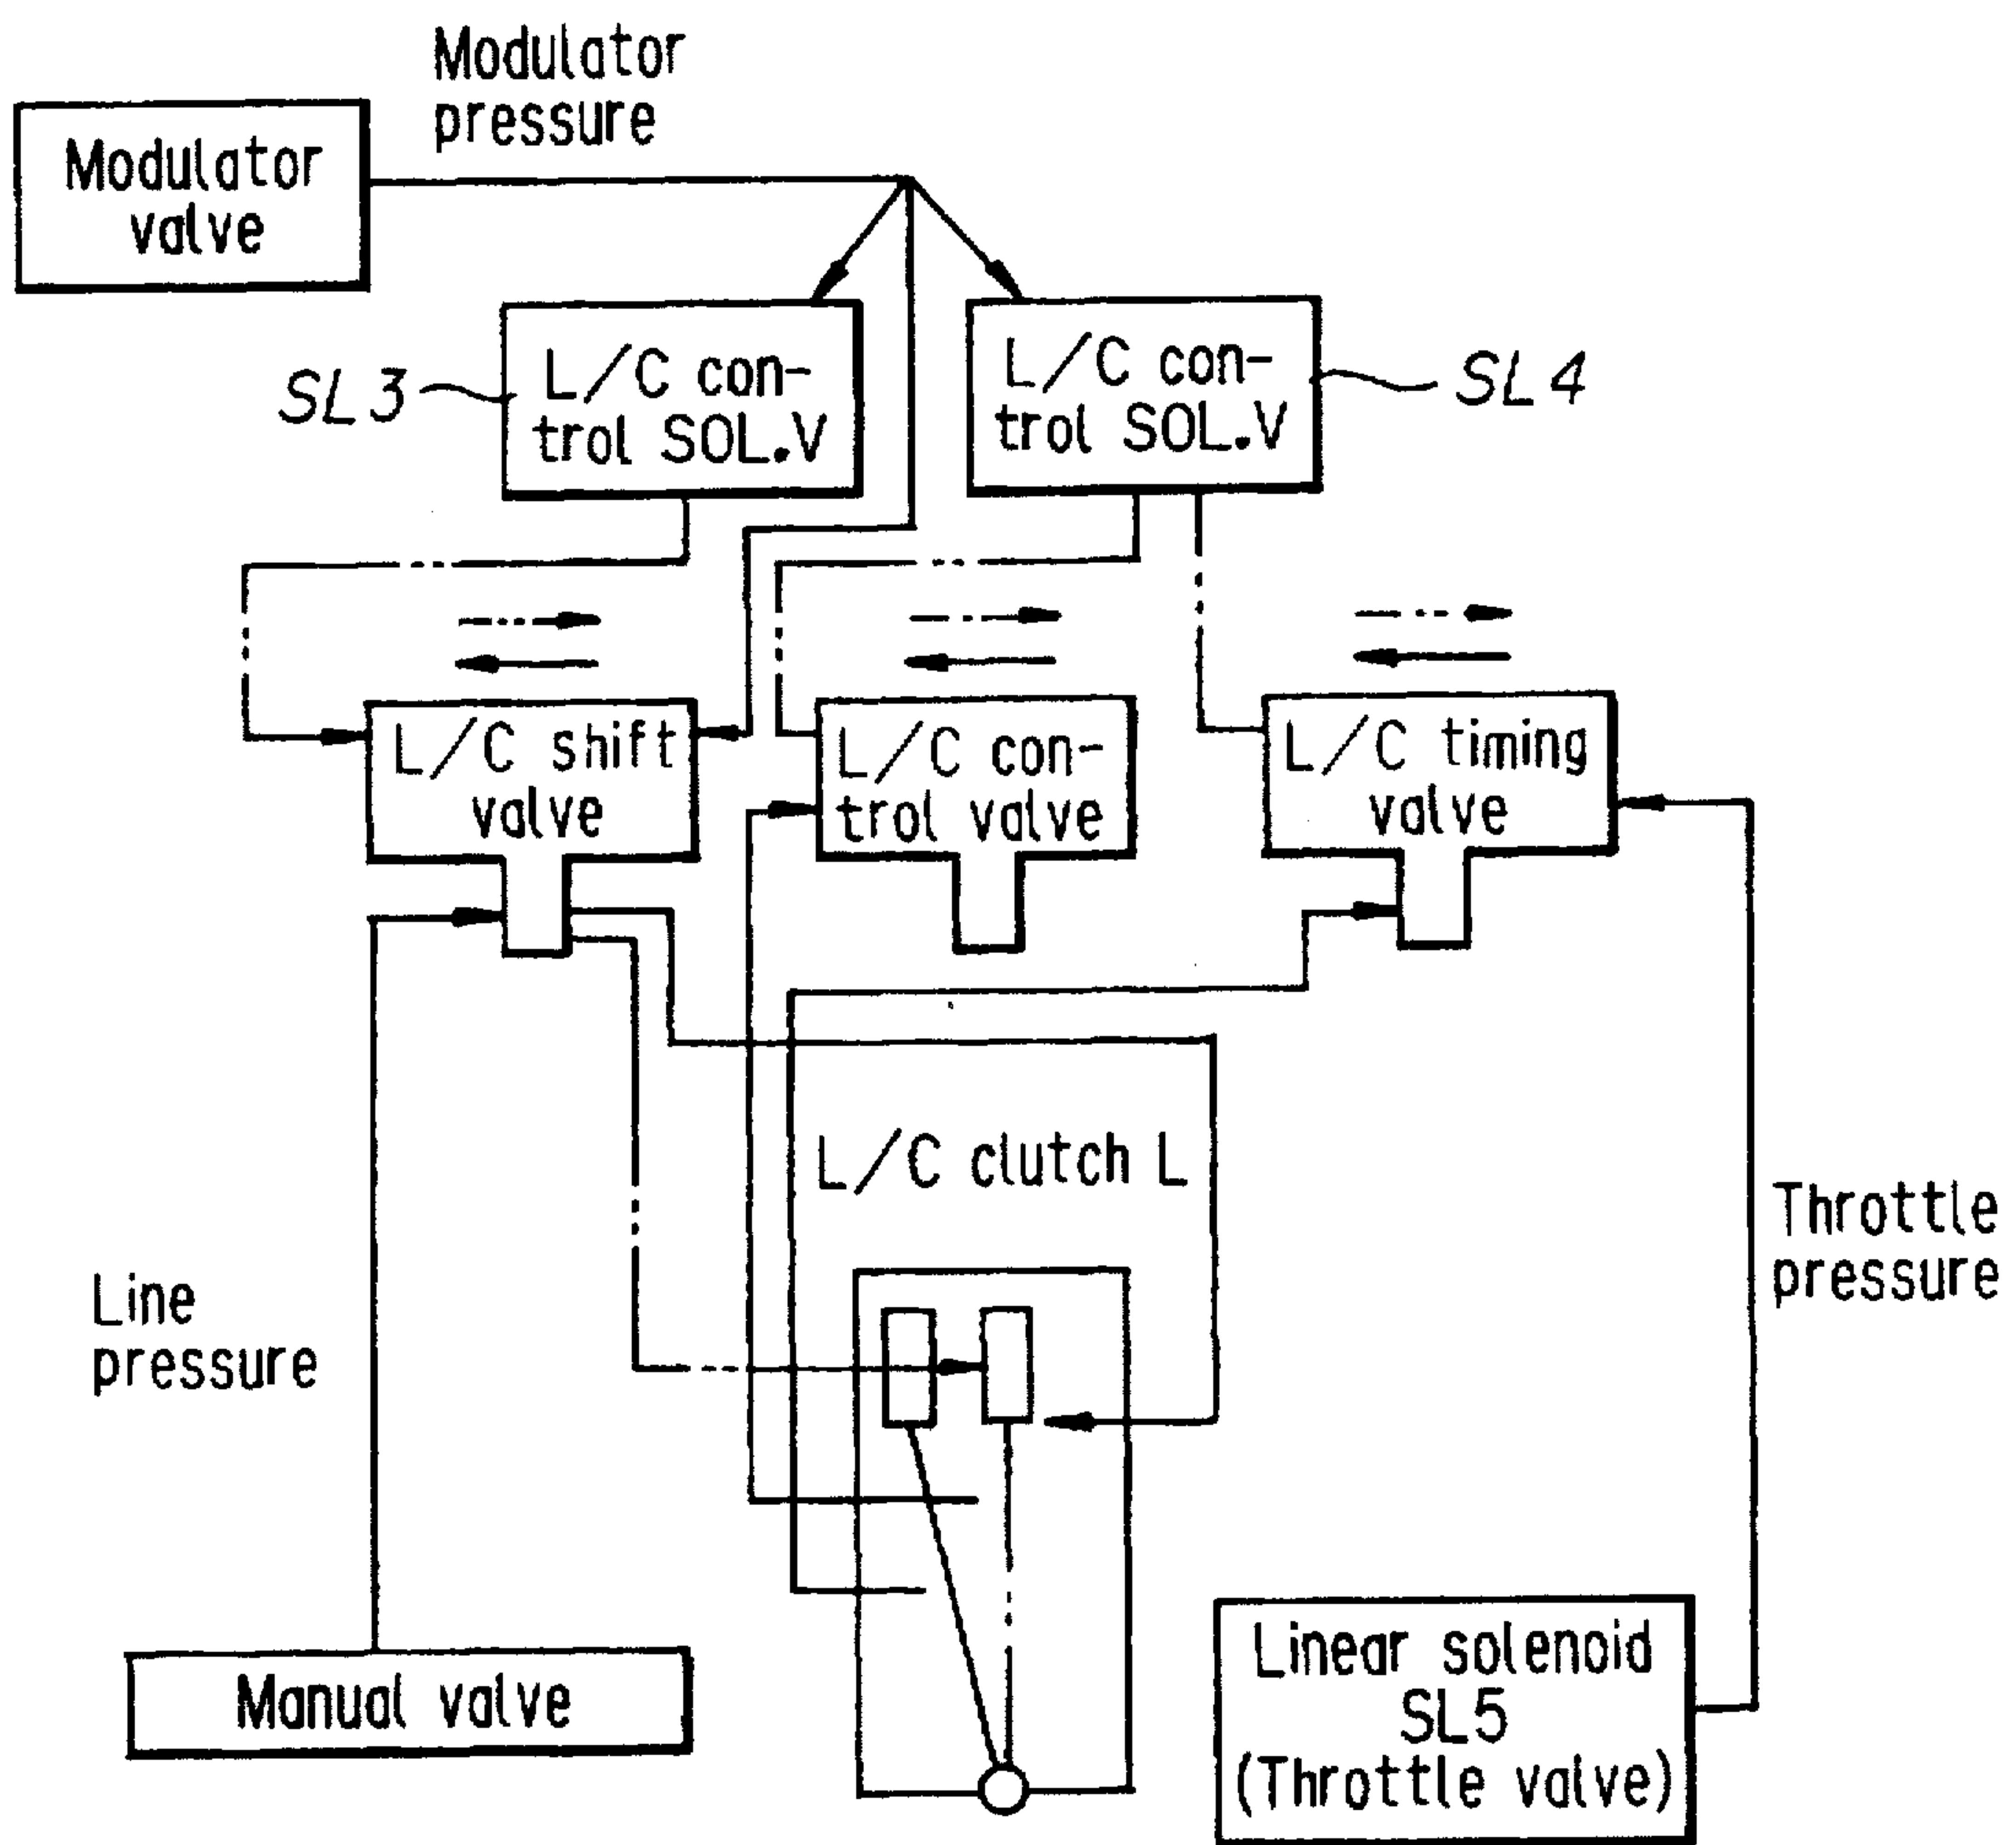 Modulator
pressure
Modulator
valve
SL3
L/C con-
trol SOL.V
L/C con-
trol SOL.V
SL4
L/C shift
valve
L/C con-
trol valve
L/C timing
valve
L/C clutch L
Line
pressure
Throttle
pressure
Manual valve
Linear solenoid
SL5
(Throttle valve)